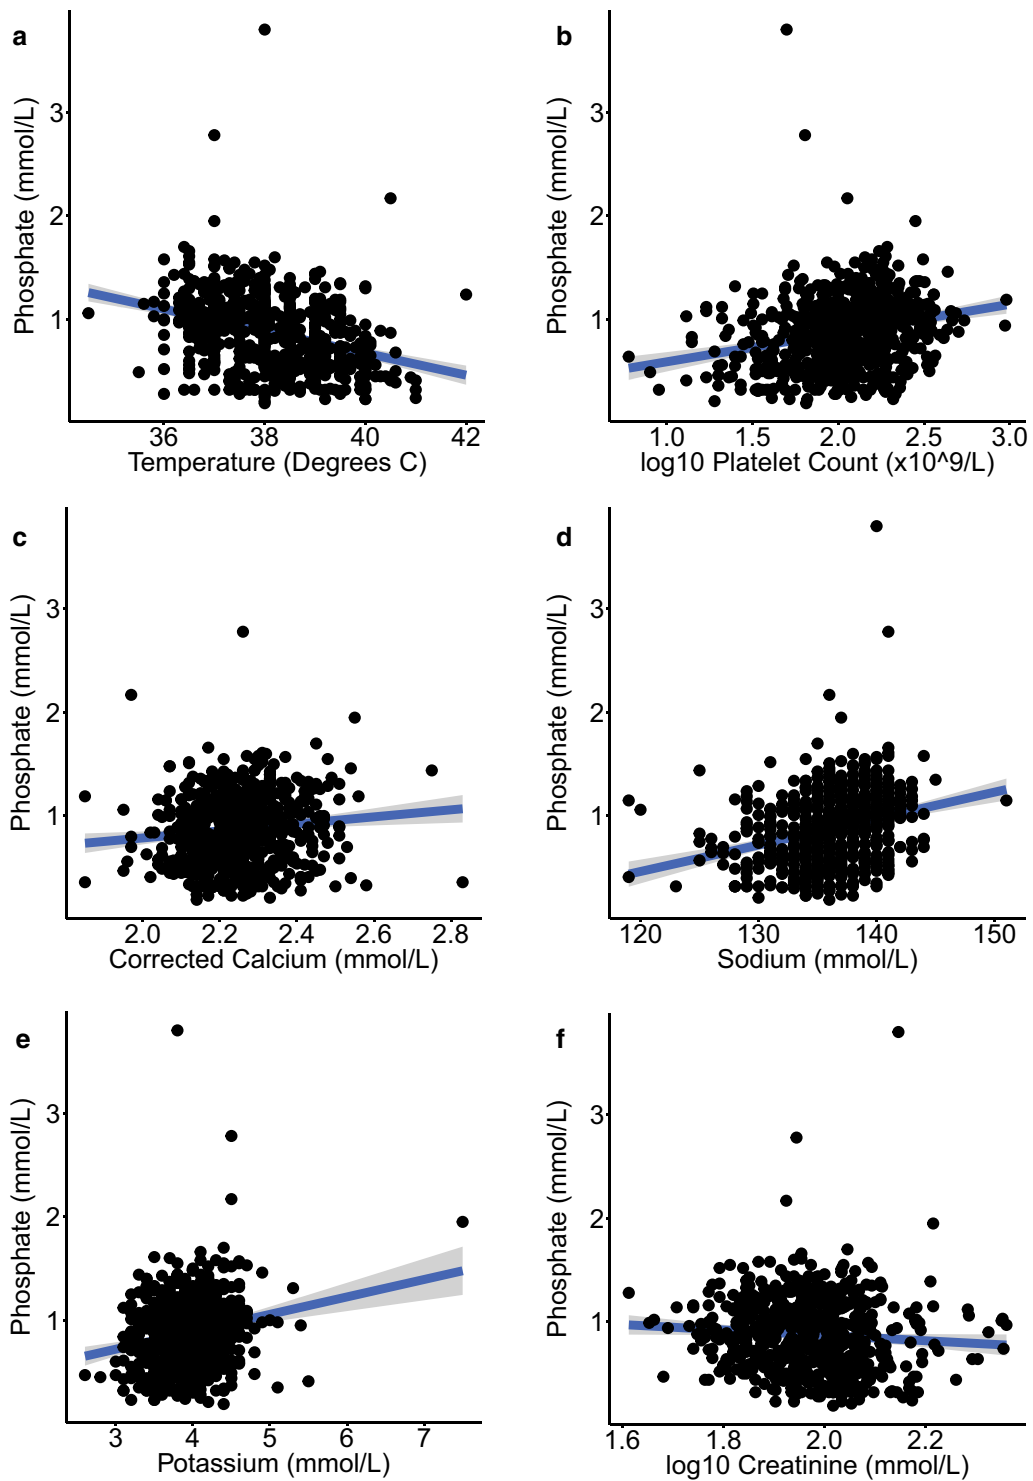 a
Phosphate (mmol/L)
3
2
1
36 38 40 42
Temperature (Degrees C)
b
Phosphate (mmol/L)
3
2
1
1.0 1.5 2.0 2.5 3.0
log10 Platelet Count (x10^9/L)
c
Phosphate (mmol/L)
3
2
1
2.0 2.2 2.4 2.6 2.8
Corrected Calcium (mmol/L)
d
Phosphate (mmol/L)
3
2
1
120 130 140 150
Sodium (mmol/L)
e
Phosphate (mmol/L)
3
2
1
3 4 5 6 7
Potassium (mmol/L)
f
Phosphate (mmol/L)
3
2
1
1.6 1.8 2.0 2.2
log10 Creatinine (mmol/L)